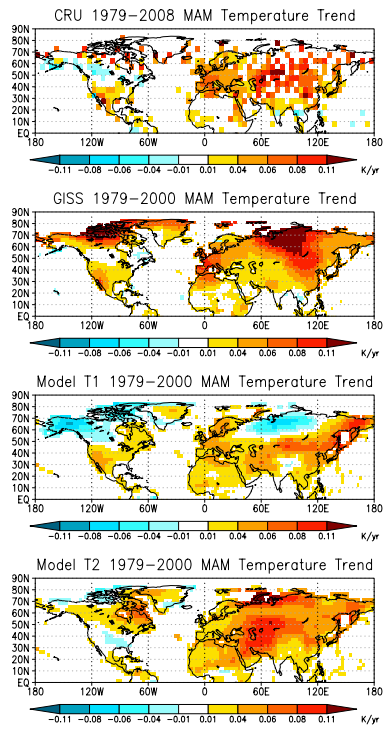 CRU 1979−2008 MAM Temperature Trend
90N
80N
70N
60N
50N
40N
30N
20N
10N
EQ
180 120W 60W 0 60E 120E 180
−0.11 −0.08 −0.06 −0.04 −0.01 0.01 0.04 0.06 0.08 0.11 K/yr
GISS 1979−2000 MAM Temperature Trend
90N
80N
70N
60N
50N
40N
30N
20N
10N
EQ
180 120W 60W 0 60E 120E 180
−0.11 −0.08 −0.06 −0.04 −0.01 0.01 0.04 0.06 0.08 0.11 K/yr
Model T1 1979−2000 MAM Temperature Trend
90N
80N
70N
60N
50N
40N
30N
20N
10N
EQ
180 120W 60W 0 60E 120E 180
−0.11 −0.08 −0.06 −0.04 −0.01 0.01 0.04 0.06 0.08 0.11 K/yr
Model T2 1979−2000 MAM Temperature Trend
90N
80N
70N
60N
50N
40N
30N
20N
10N
EQ
180 120W 60W 0 60E 120E 180
−0.11 −0.08 −0.06 −0.04 −0.01 0.01 0.04 0.06 0.08 0.11 K/yr